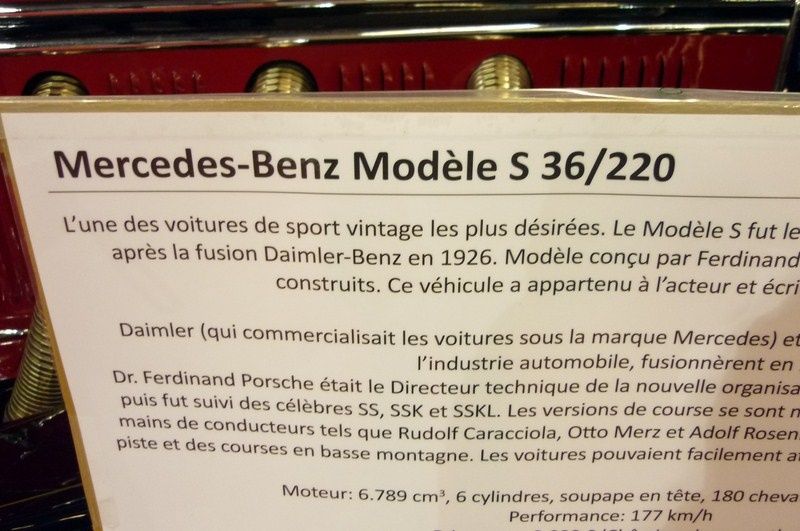 Mercedes-Benz Modèle S 36/220
L'une des voitures de sport vintage les plus désirées. Le Modèle S fut le
après la fusion Daimler-Benz en 1926. Modèle conçu par Ferdinand
construits. Ce véhicule a appartenu à l'acteur et écri
Daimler (qui commercialisait les voitures sous la marque Mercedes) et
l'industrie automobile, fusionnèrent en
Dr. Ferdinand Porsche était le Directeur technique de la nouvelle organisa
puis fut suivi des célèbres SS, SSK et SSKL. Les versions de course se sont
mains de conducteurs tels que Rudolf Caracciola, Otto Merz et Adolf Rosen
piste et des courses en basse montagne. Les voitures pouvaient facilement
Moteur: 6.789 cm³, 6 cylindres, soupape en tête, 180 cheva
Performance: 177 km/h